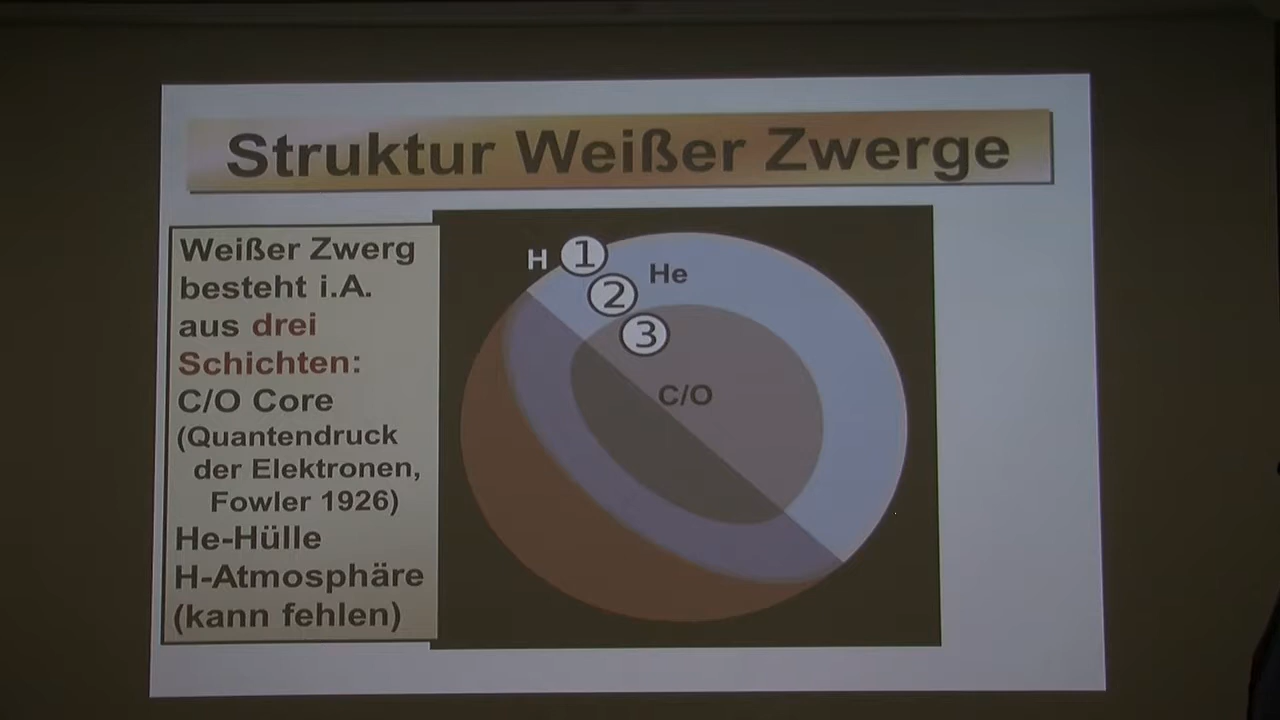 Struktur Weißer Zwerge
Weißer Zwerg
besteht i.A.
aus drei
Schichten:
C/O Core
(Quantendruck
der Elektronen,
Fowler 1926)
He-Hülle
H-Atmosphäre
(kann fehlen)
H 1
He
2
3
C/O